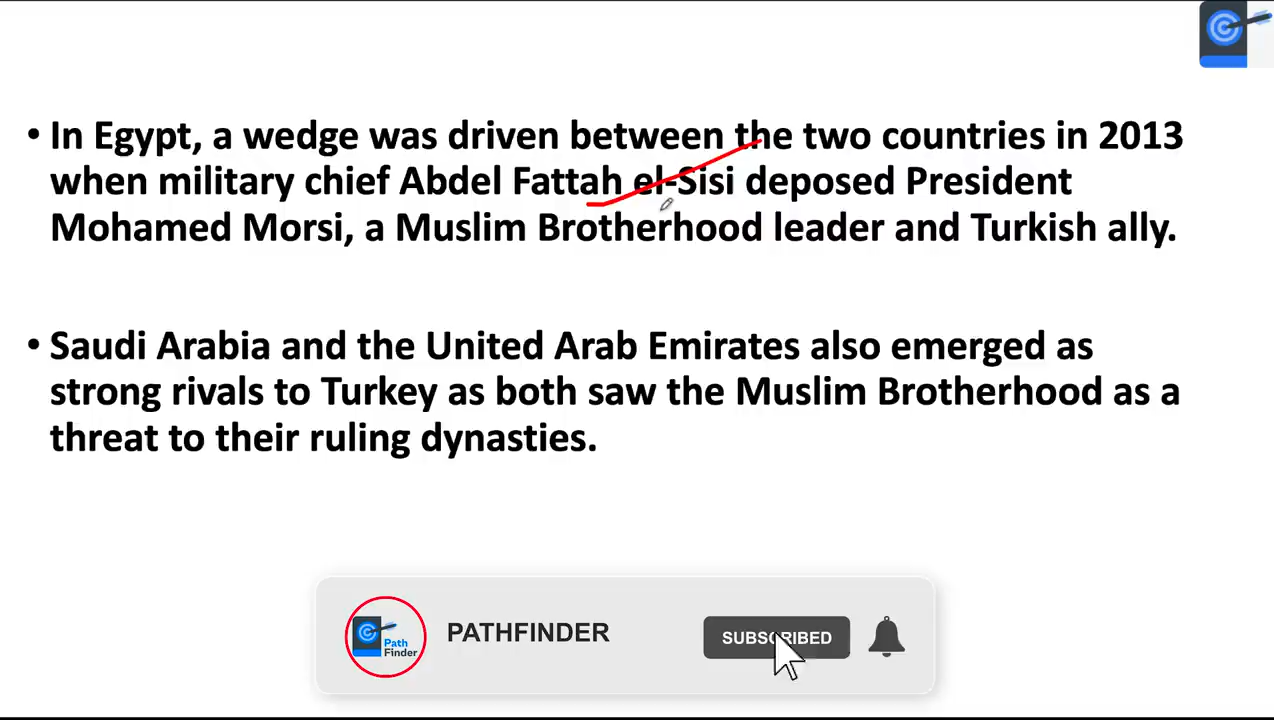 • In Egypt, a wedge was driven between the two countries in 2013
when military chief Abdel Fattah el-Sisi deposed President
Mohamed Morsi, a Muslim Brotherhood leader and Turkish ally.
• Saudi Arabia and the United Arab Emirates also emerged as
strong rivals to Turkey as both saw the Muslim Brotherhood as a
threat to their ruling dynasties.
Path
Finder
PATHFINDER
SUBSCRIBED